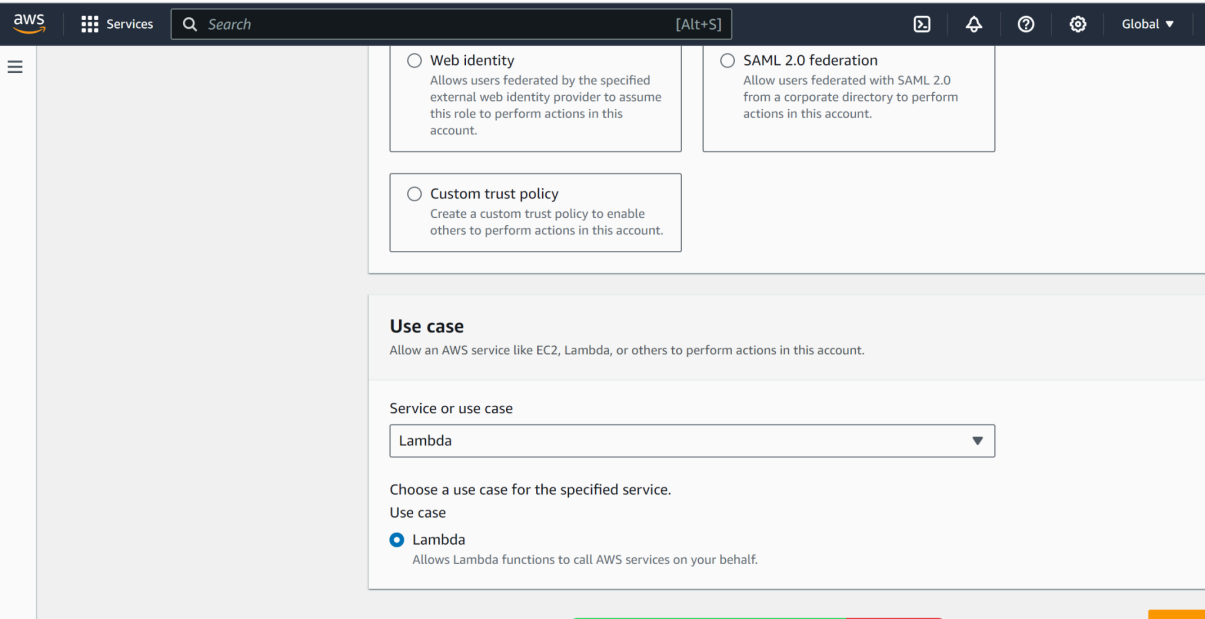 aws
Services
Search
[Alt+S]
Global
Web identity
Allows users federated by the specified
external web identity provider to assume
this role to perform actions in this
account.
SAML 2.0 federation
Allow users federated with SAML 2.0
from a corporate directory to perform
actions in this account.
Custom trust policy
Create a custom trust policy to enable
others to perform actions in this account.
Use case
Allow an AWS service like EC2, Lambda, or others to perform actions in this account.
Service or use case
Lambda
Choose a use case for the specified service.
Use case
Lambda
Allows Lambda functions to call AWS services on your behalf.